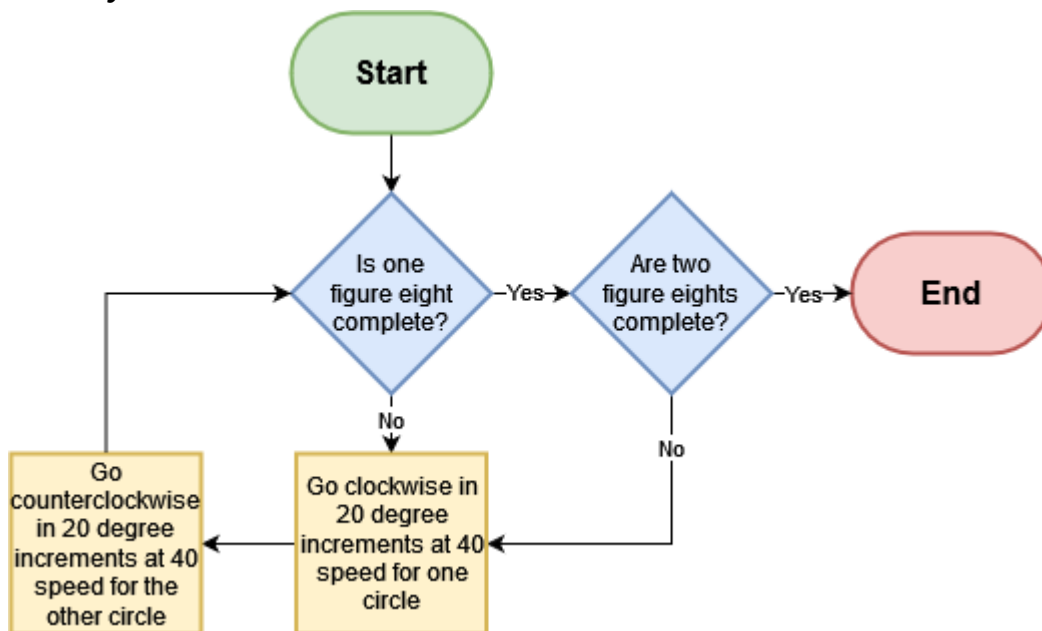 Start
Is one
figure eight
complete?
Yes
Are two
figure eights
complete?
Yes
End
No
No
Go clockwise in
20 degree
increments at 40
speed for one
circle
Go
counterclockwise
in 20 degree
increments at 40
speed for the
other circle